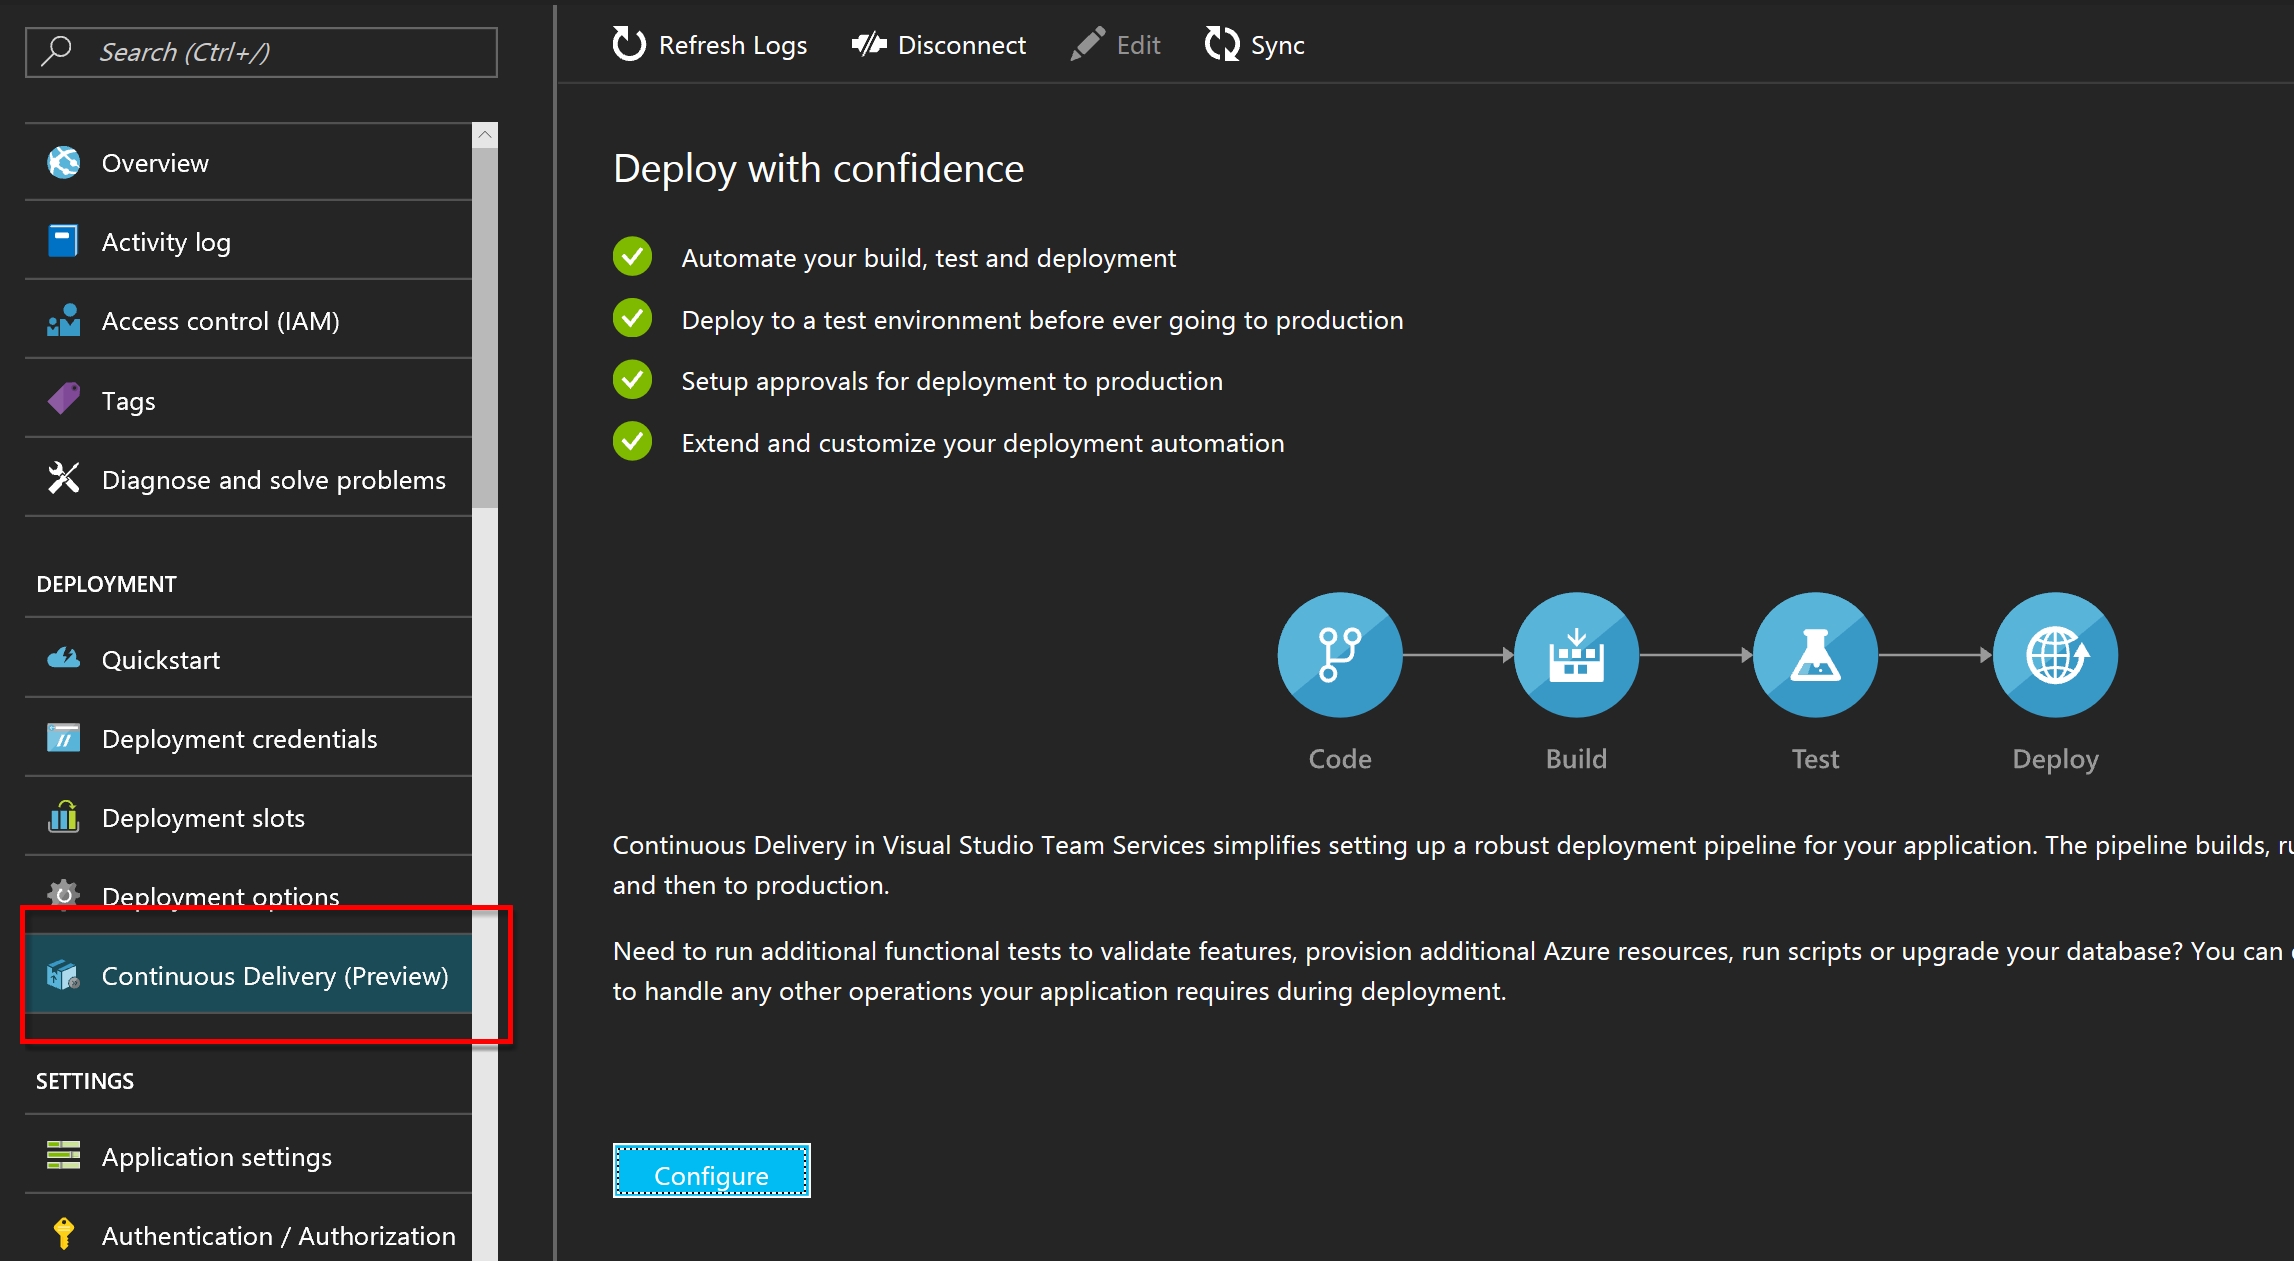 Search (Ctrl+/)
Overview
Activity log
Access control (IAM)
Tags
Diagnose and solve problems
DEPLOYMENT
Quickstart
Deployment credentials
Deployment slots
Deployment options
Continuous Delivery (Preview)
SETTINGS
Application settings
Authentication / Authorization
Refresh Logs
Disconnect
Edit
Sync
Deploy with confidence
Automate your build, test and deployment
Deploy to a test environment before ever going to production
Setup approvals for deployment to production
Extend and customize your deployment automation
Code
Build
Test
Deploy
Continuous Delivery in Visual Studio Team Services simplifies setting up a robust deployment pipeline for your application. The pipeline builds,
and then to production.
Need to run additional functional tests to validate features, provision additional Azure resources, run scripts or upgrade your database? You can
to handle any other operations your application requires during deployment.
Configure